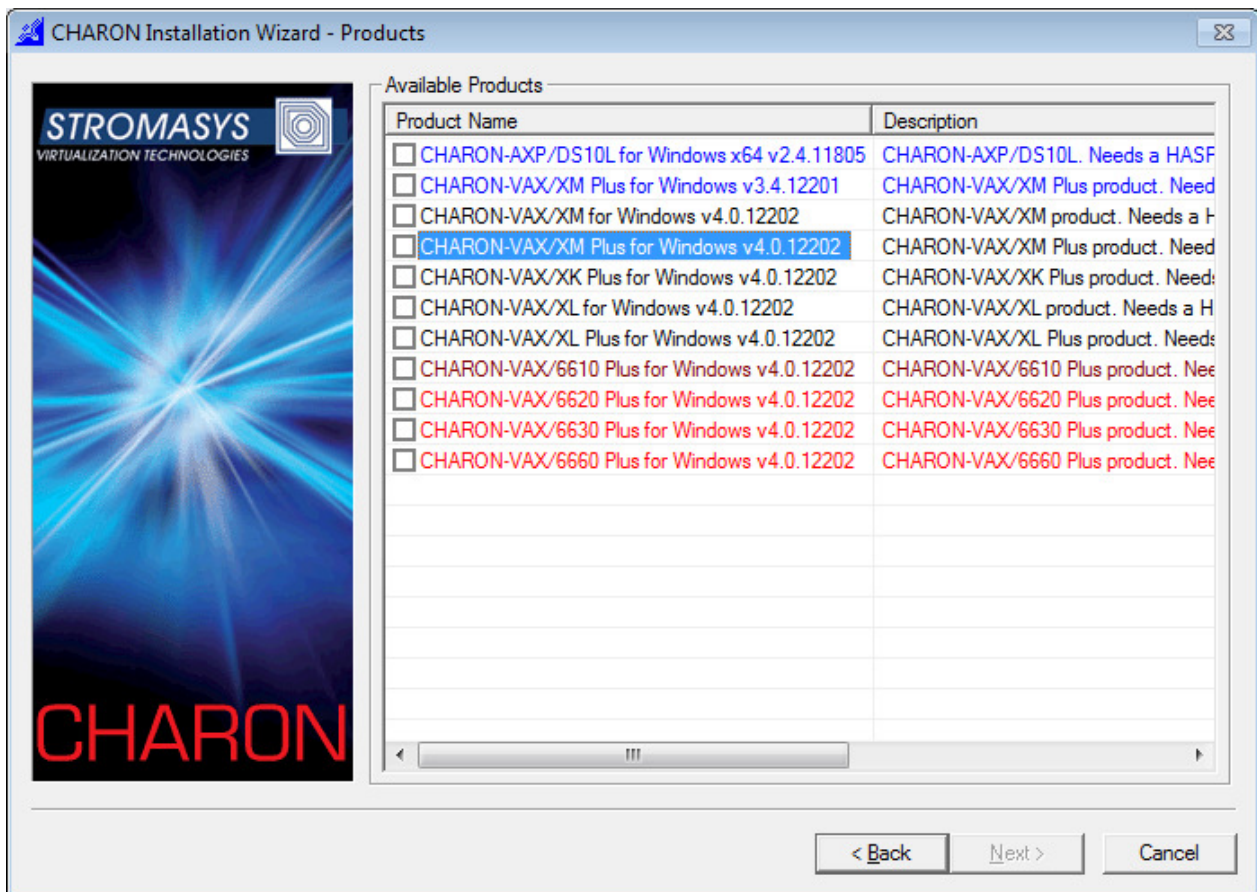 CHARON Installation Wizard - Products
STROMASYS
VIRTUALIZATION TECHNOLOGIES
CHARON
Available Products
Product Name Description
CHARON-AXP/DS10L for Windows x64 v2.4.11805 CHARON-AXP/DS10L. Needs a HASP
CHARON-VAX/XM Plus for Windows v3.4.12201 CHARON-VAX/XM Plus product. Need
CHARON-VAX/XM for Windows v4.0.12202 CHARON-VAX/XM product. Needs a H
CHARON-VAX/XM Plus for Windows v4.0.12202 CHARON-VAX/XM Plus product. Need
CHARON-VAX/XK Plus for Windows v4.0.12202 CHARON-VAX/XK Plus product. Needs
CHARON-VAX/XL for Windows v4.0.12202 CHARON-VAX/XL product. Needs a H
CHARON-VAX/XL Plus for Windows v4.0.12202 CHARON-VAX/XL Plus product. Needs
CHARON-VAX/6610 Plus for Windows v4.0.12202 CHARON-VAX/6610 Plus product. Nee
CHARON-VAX/6620 Plus for Windows v4.0.12202 CHARON-VAX/6620 Plus product. Nee
CHARON-VAX/6630 Plus for Windows v4.0.12202 CHARON-VAX/6630 Plus product. Nee
CHARON-VAX/6660 Plus for Windows v4.0.12202 CHARON-VAX/6660 Plus product. Nee
< Back Next > Cancel